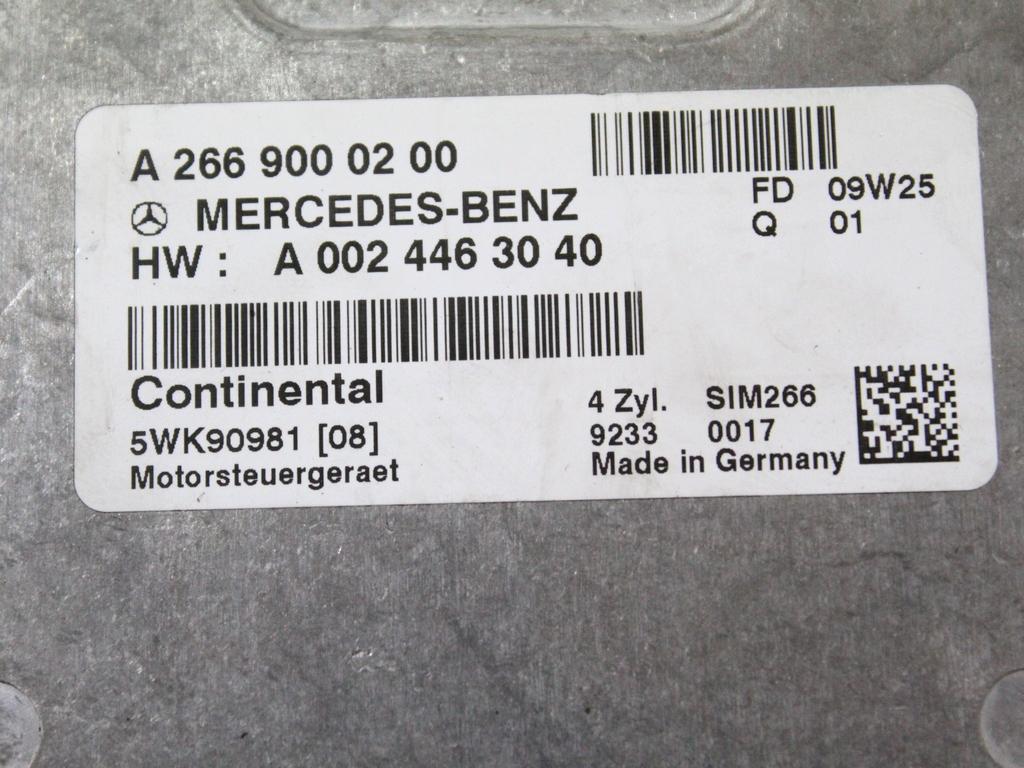 A 266 900 02 00
MERCEDES-BENZ
HW : A 002 446 30 40
FD 09W25
Q 01
Continental
5WK90981 [08]
Motorsteuergeraet
4 Zyl. SIM266
9233 0017
Made in Germany